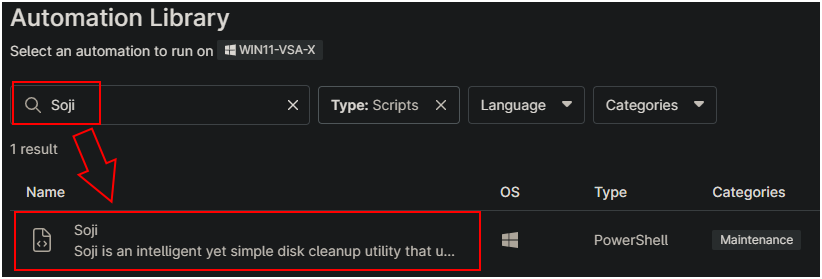 Automation Library
Select an automation to run on WIN11-VSA-X
Soji
Type: Scripts
Language
Categories
1 result
Name OS Type Categories
Soji
Soji is an intelligent yet simple disk cleanup utility that u...
PowerShell
Maintenance